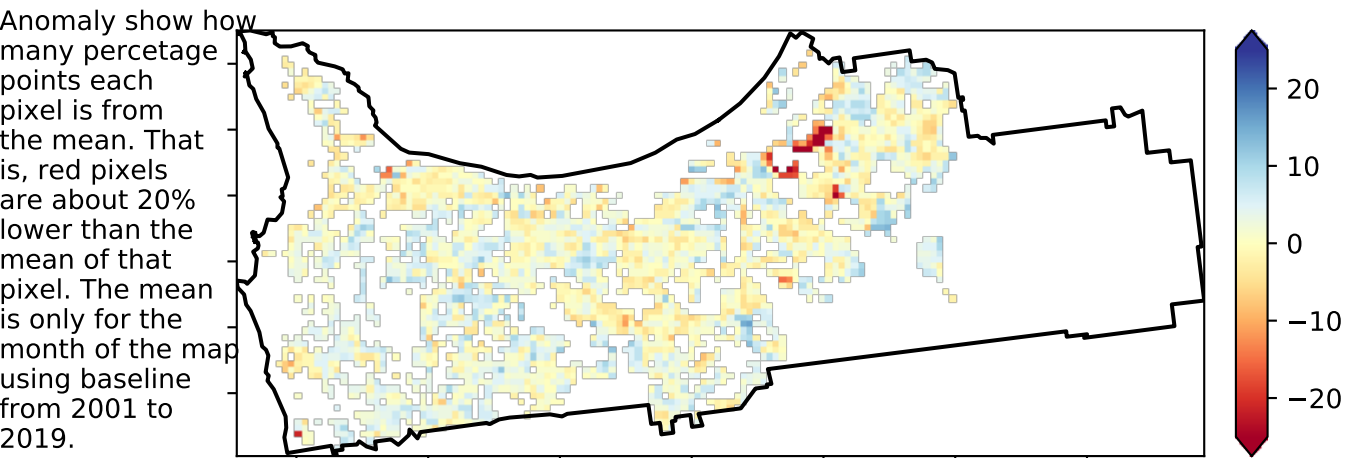 Anomaly show how
many percetage
points each
pixel is from
the mean. That
is, red pixels
are about 20%
lower than the
mean of that
pixel. The mean
is only for the
month of the map
using baseline
from 2001 to
2019.
20
10
0
−10
−20